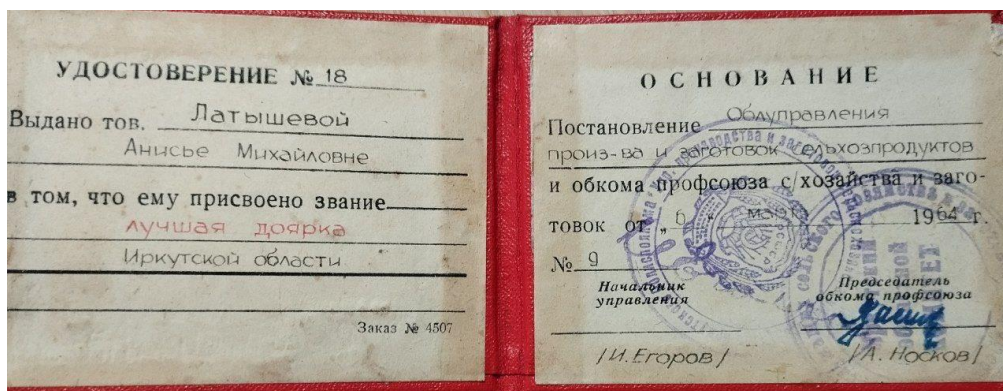 УДОСТОВЕРЕНИЕ № 18
Выдано тов. Латышевой
Анисье Михайловне
в том, что ему присвоено звание
лучшая доярка
Иркутской области
Заказ № 4507
ОСНОВАНИЕ
Постановление Облуправления
произ-ва и заготовок сельхозпродуктов
и обкома профсоюза с/хозяйства и заго-
товок от „6" март 1964 г.
№ 9
Начальник
управления
Председатель
обкома профсоюза
/И. Егоров/
/А. Носков/